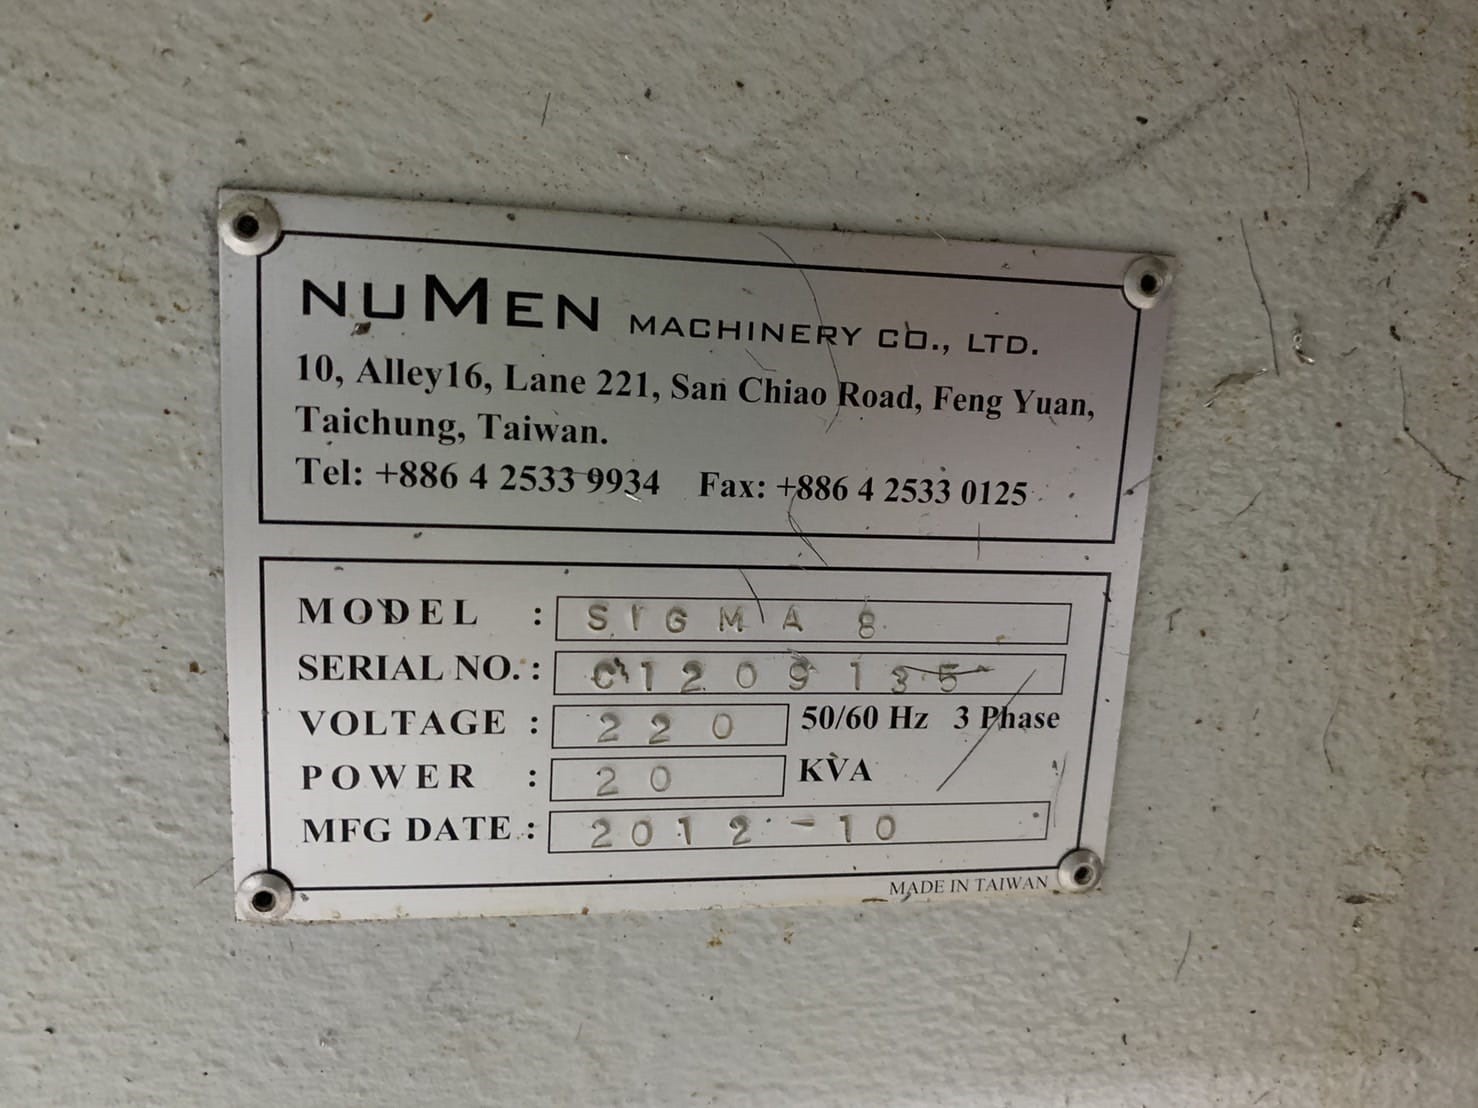 NUMEN MACHINERY CO., LTD.
10, Alley16, Lane 221, San Chiao Road, Feng Yuan,
Taichung, Taiwan.
Tel: +886 4 2533 9934 Fax: +886 4 2533 0125
MODEL : SIGMA 8
SERIAL NO. : C1209135
VOLTAGE : 220 50/60 Hz 3 Phase
POWER : 20 KVA
MFG DATE : 2012-10
MADE IN TAIWAN